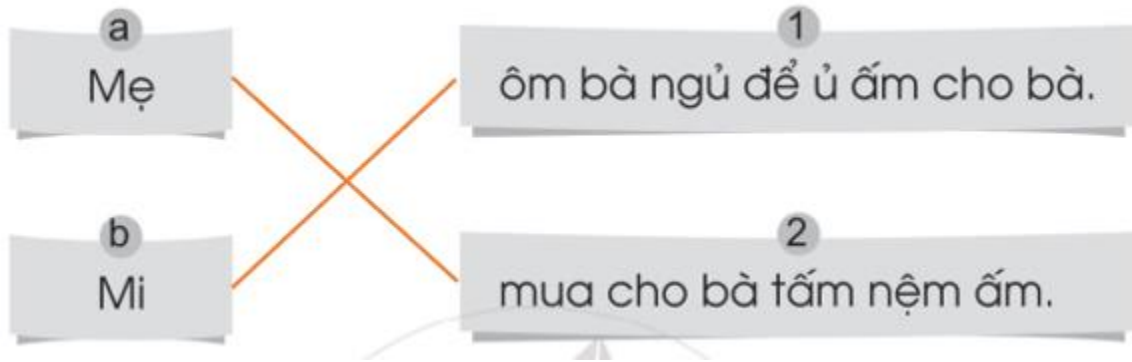 a
Mẹ
1
ôm bà ngủ để ủ ấm cho bà.
b
Mi
2
mua cho bà tấm nệm ấm.